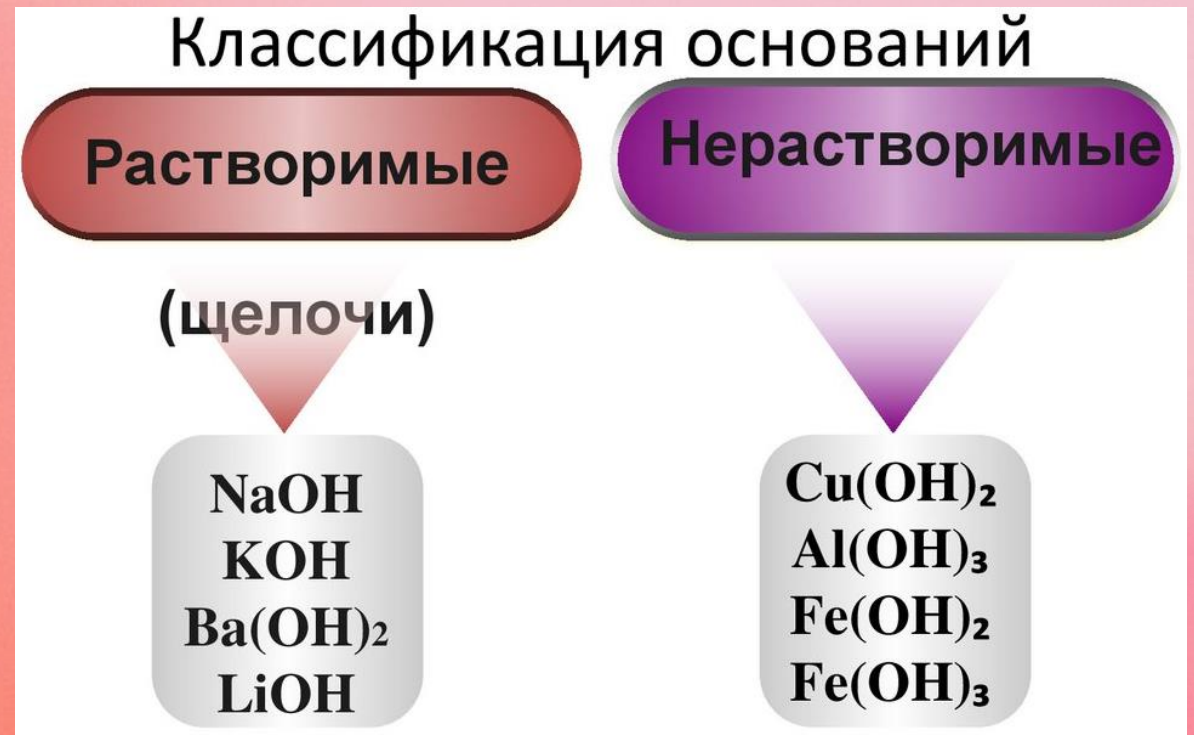 Классификация оснований
Растворимые
(щелочи)
NaOH
KOH
Ba(OH)₂
LiOH
Нерастворимые
Cu(OH)₂
Al(OH)₃
Fe(OH)₂
Fe(OH)₃